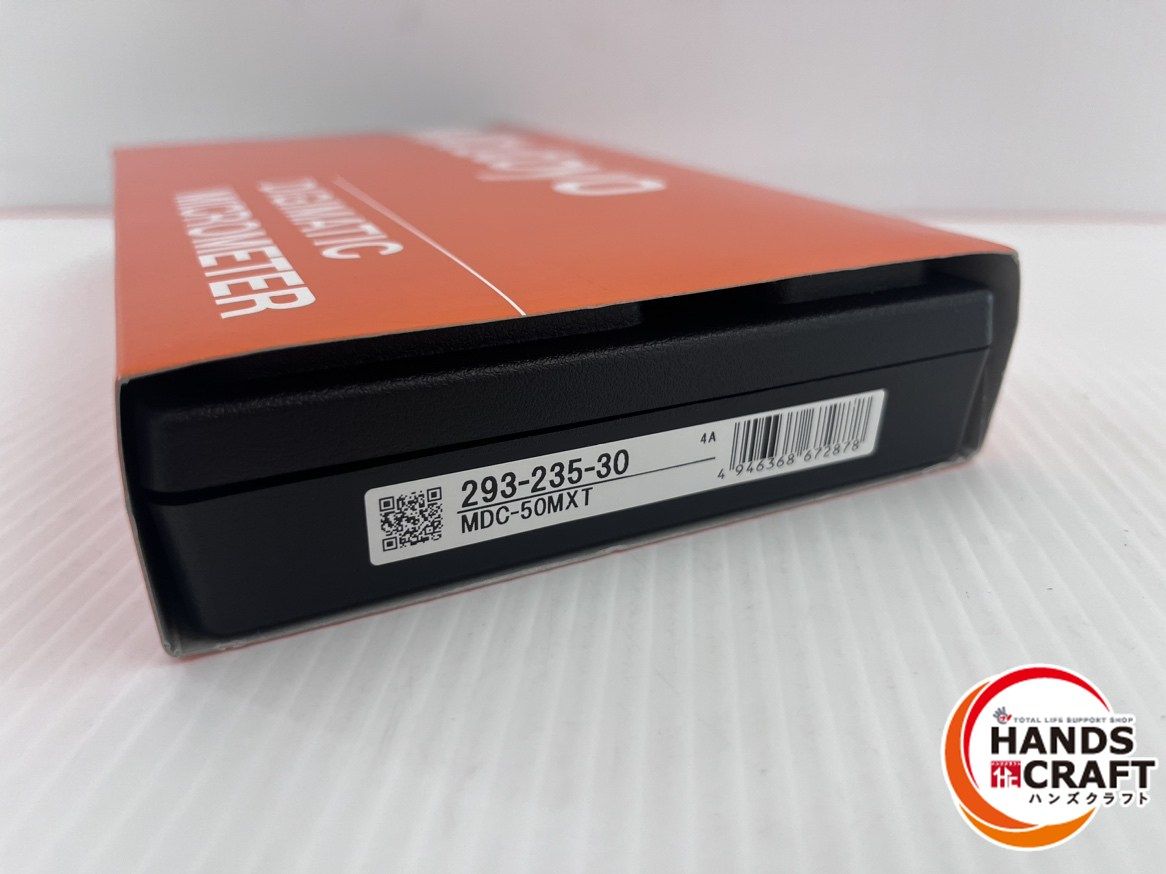 Mitutoyo
DIGIMATIC
MICROMETER
293-235-30
MDC-50MXT
4A
4 946368 672878
TOTAL LIFE SUPPORT SHOP
HANDS
CRAFT
ハンズクラフト